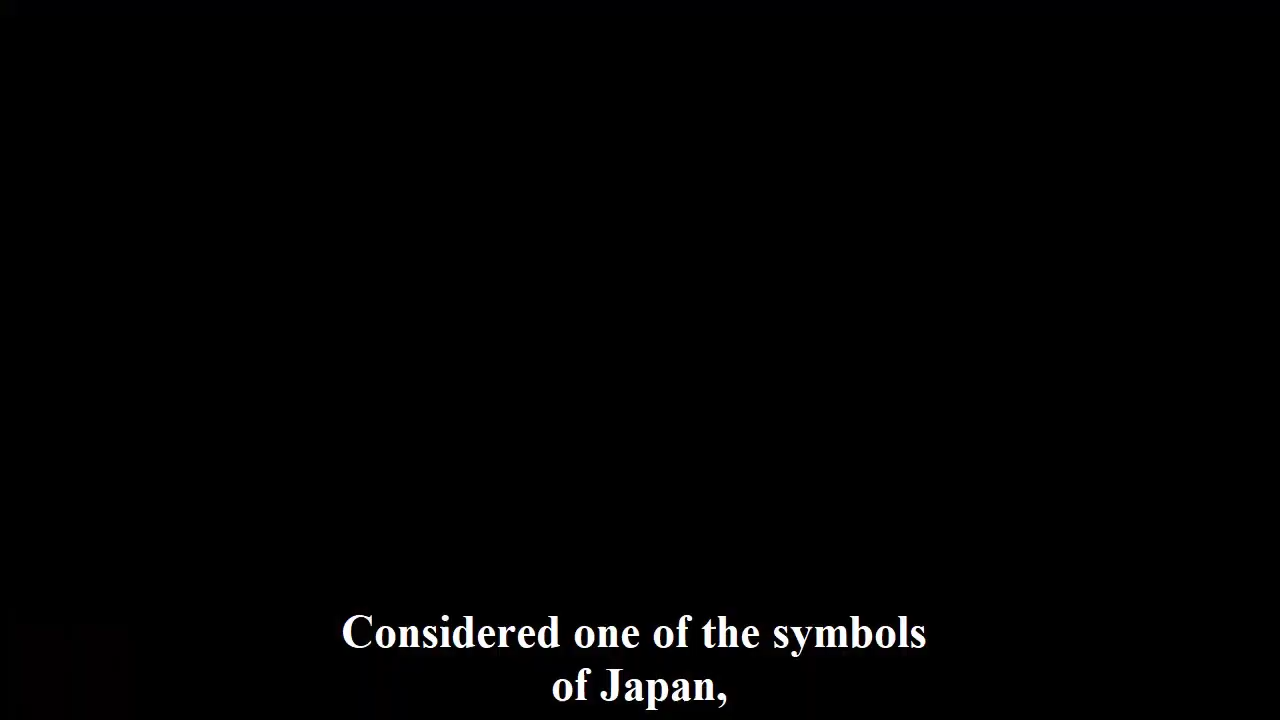 Considered one of the symbols
of Japan,